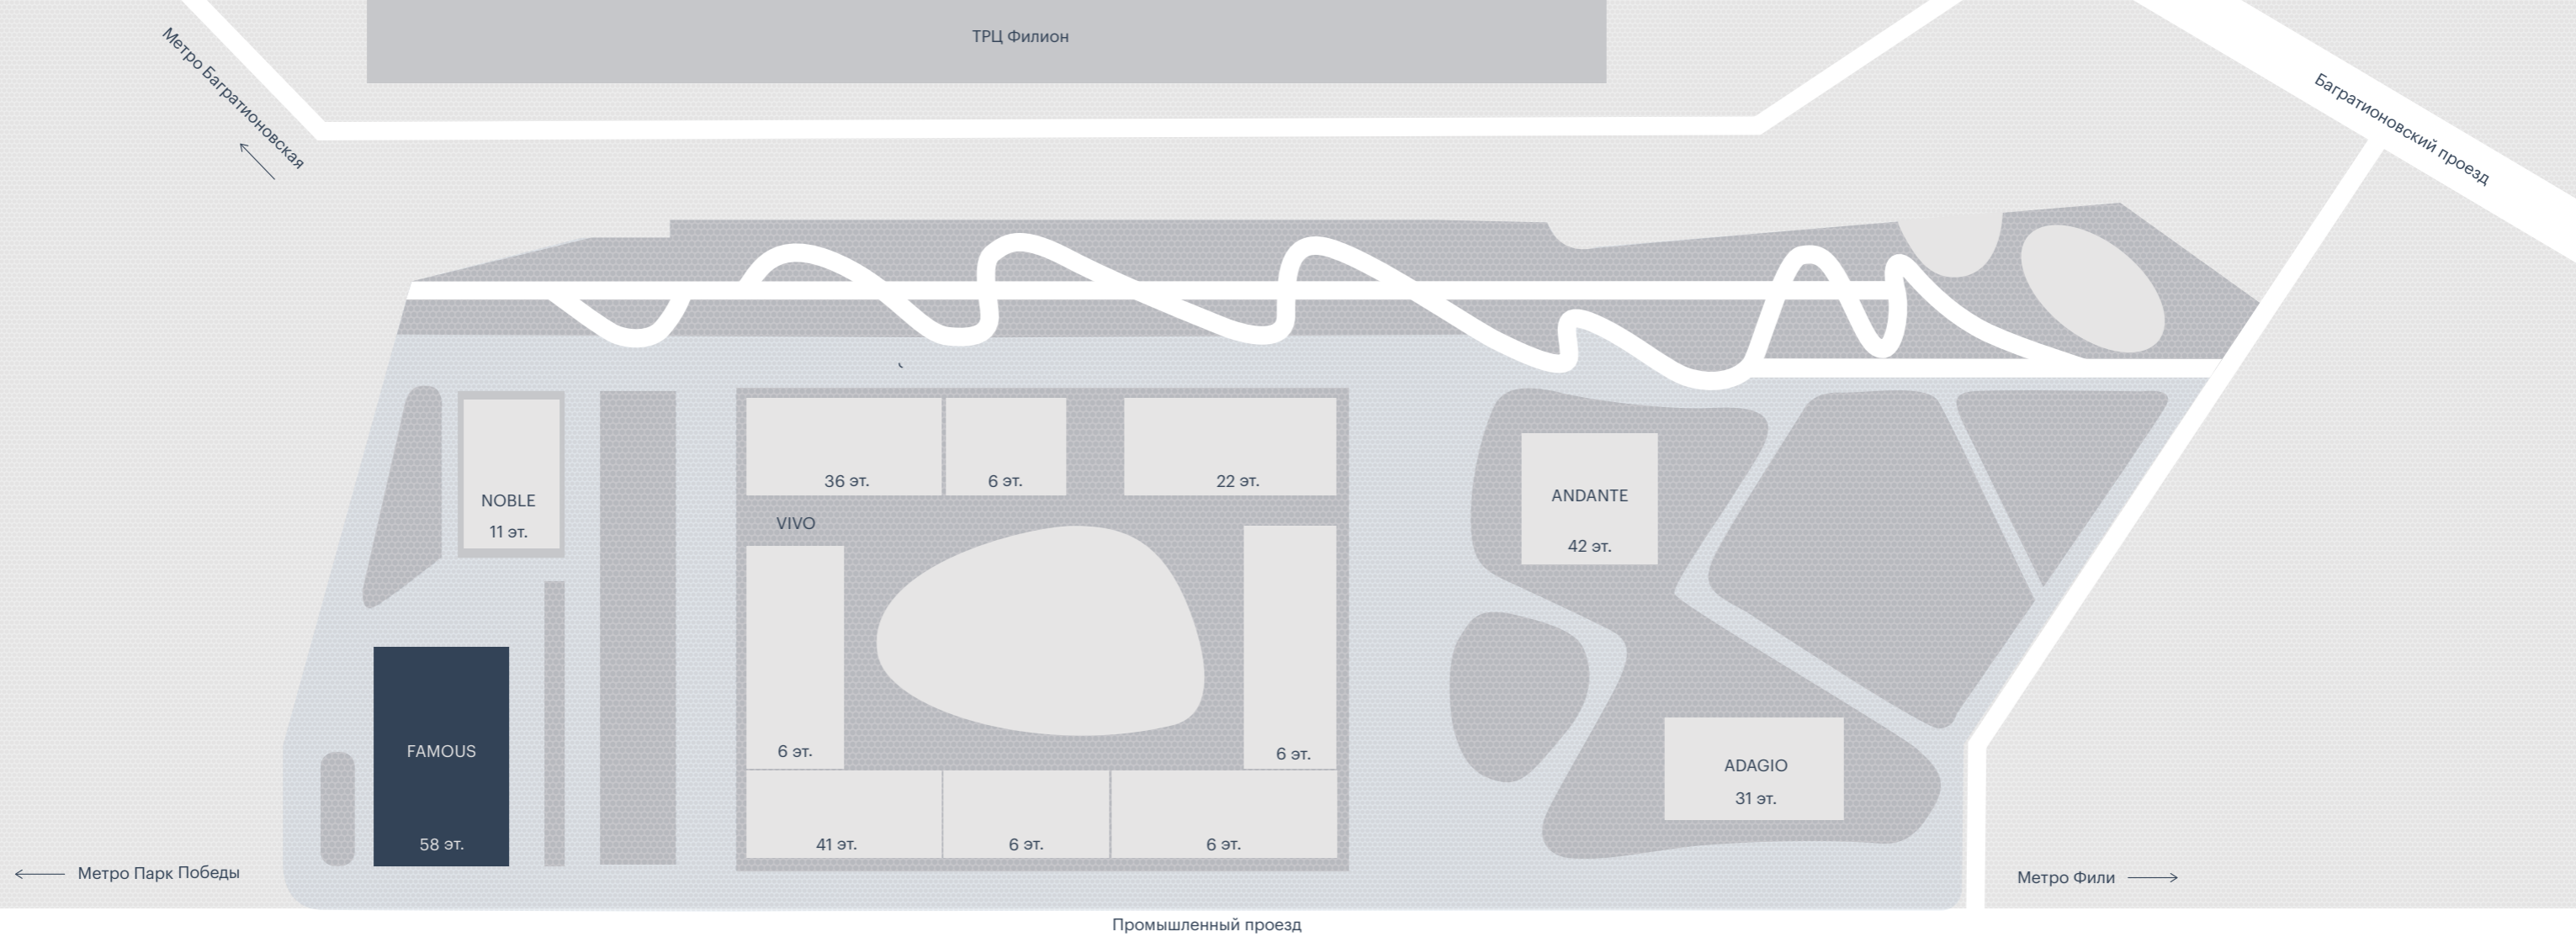 ТРЦ Филион
Метро Багратионовская
Багратионовский проезд
36 эт.
6 эт.
22 эт.
NOBLE
11 эт.
VIVO
ANDANTE
42 эт.
FAMOUS
58 эт.
6 эт.
6 эт.
ADAGIO
31 эт.
41 эт.
6 эт.
6 эт.
Метро Парк Победы
Метро Фили
Промышленный проезд